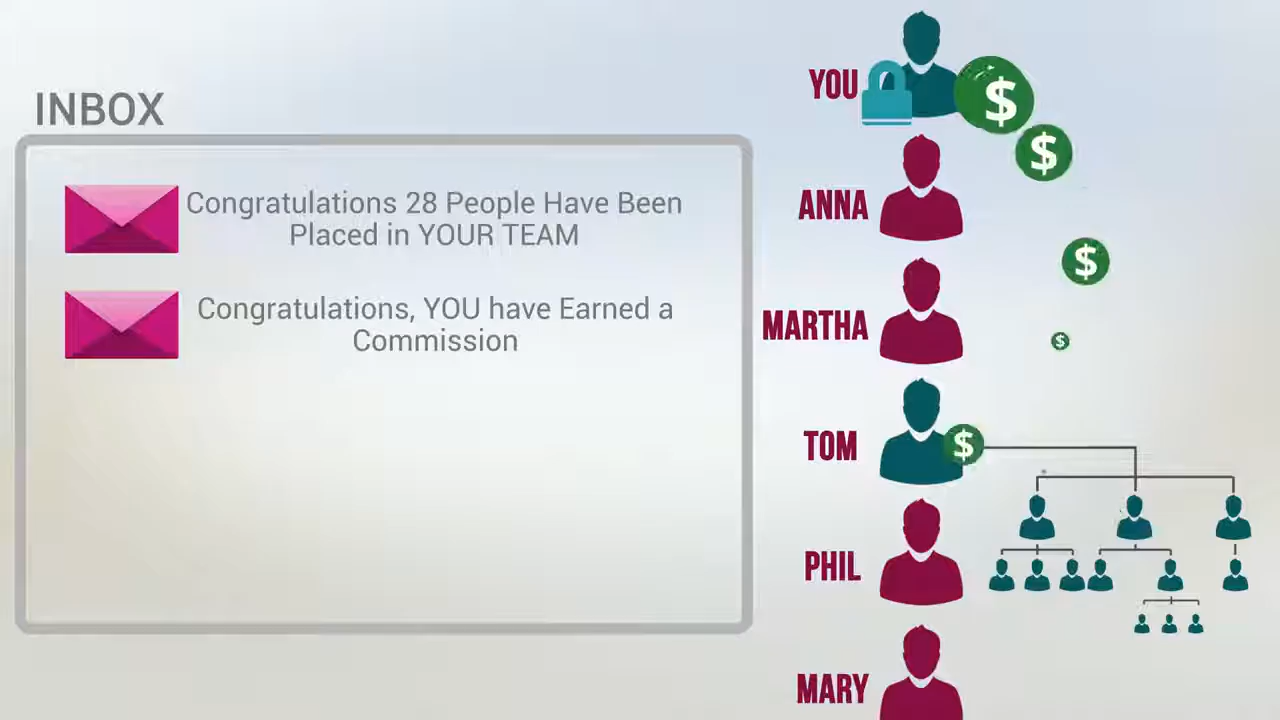 INBOX
Congratulations 28 People Have Been
Placed in YOUR TEAM
Congratulations, YOU have Earned a
Commission
YOU
$
$
ANNA
$
MARTHA
$
TOM
$
PHIL
MARY